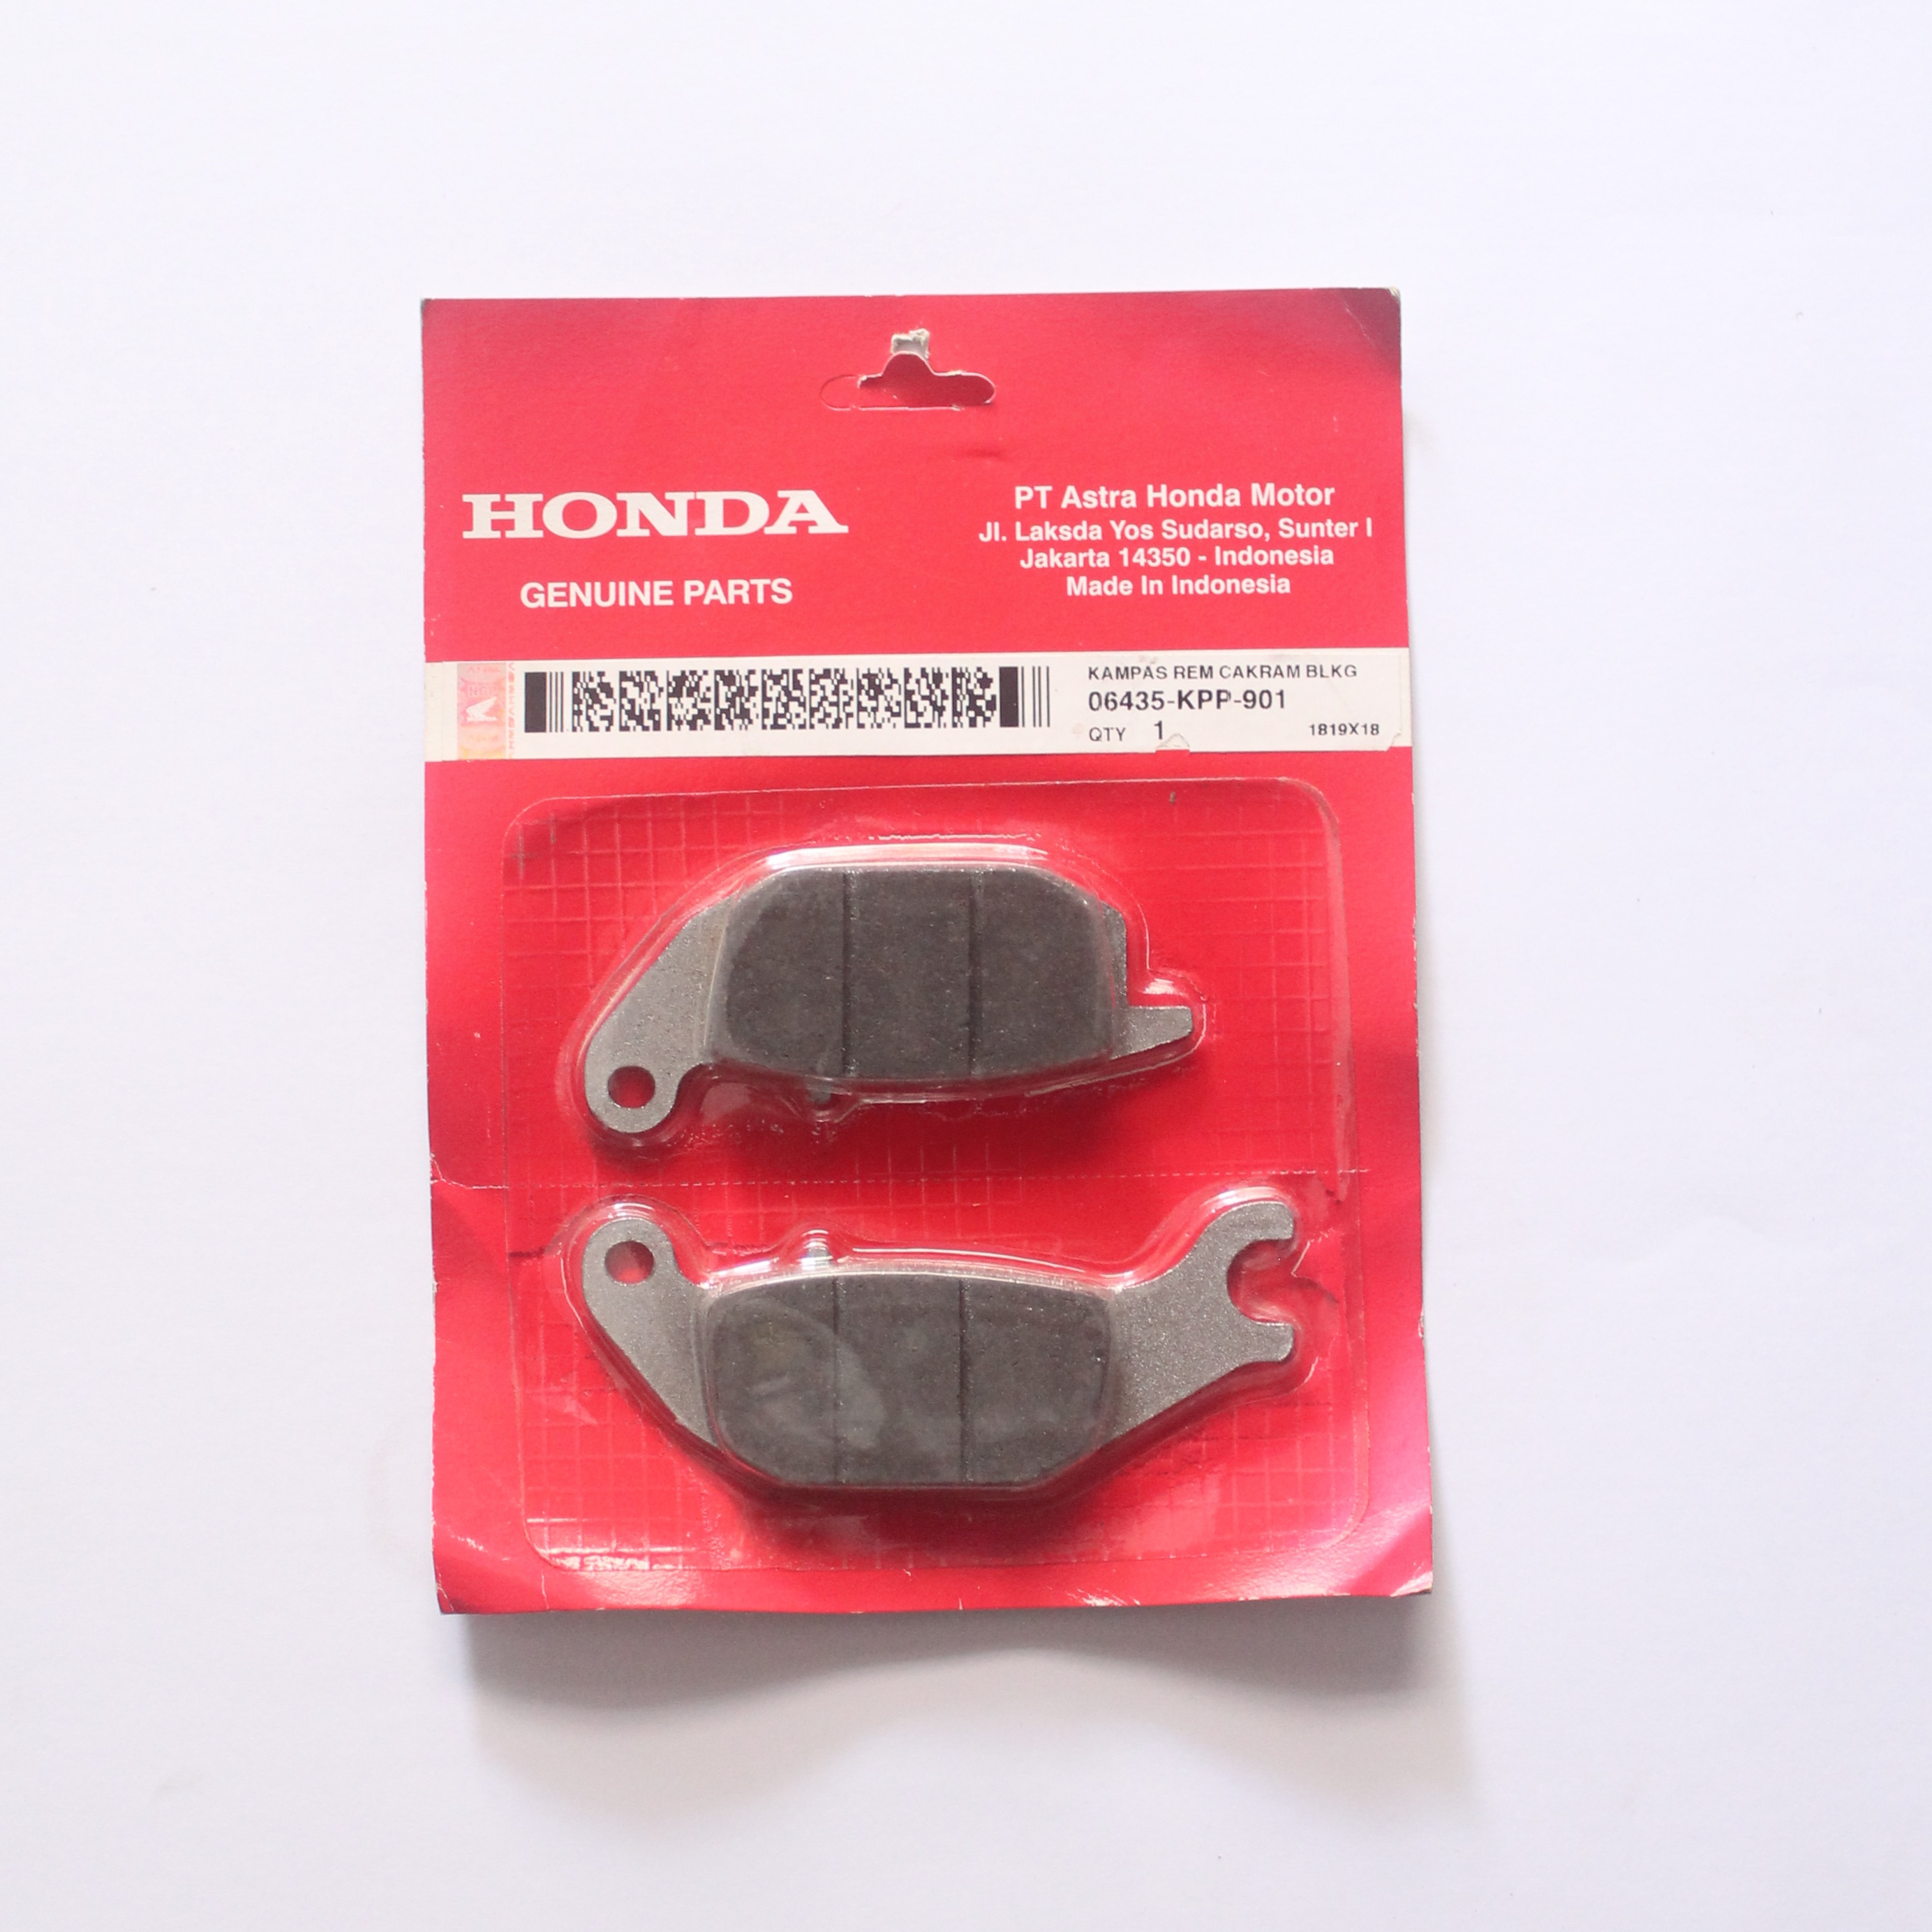 HONDA
GENUINE PARTS
PT Astra Honda Motor
Jl. Laksda Yos Sudarso, Sunter I
Jakarta 14350 - Indonesia
Made In Indonesia
KAMPAS REM CAKRAM BLKG
06435-KPP-901
QTY 1 1819X18